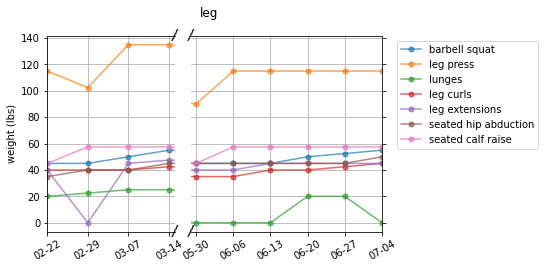 leg
140
120
100
80
60
40
20
0
weight (lbs)
02-22
02-29
03-07
03-14
05-30
06-06
06-13
06-20
06-27
07-04
barbell squat
leg press
lunges
leg curls
leg extensions
seated hip abduction
seated calf raise